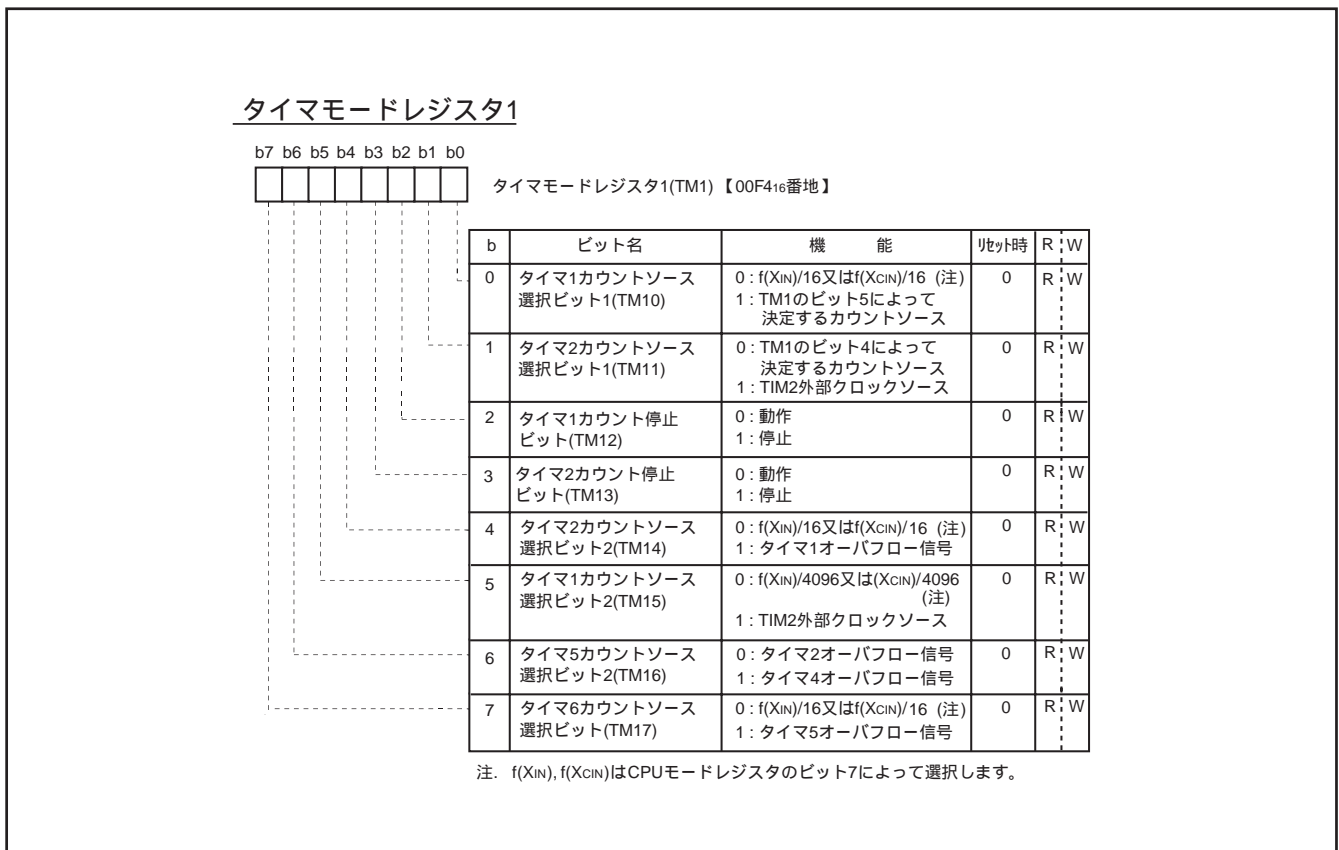 タイマモードレジスタ1
b7 b6 b5 b4 b3 b2 b1 b0
タイマモードレジスタ1(TM1)【00F416番地】
b ビット名 機 能 リセット時 R W
0 タイマ1カウントソース 0 : f(XIN)/16又はf(XCIN)/16 (注) 0 R W
選択ビット1(TM10) 1 : TM1のビット5によって
決定するカウントソース
1 タイマ2カウントソース 0 : TM1のビット4によって 0 R W
選択ビット1(TM11) 決定するカウントソース
1 : TIM2外部クロックソース
2 タイマ1カウント停止 0 : 動作 0 R W
ビット(TM12) 1 : 停止
3 タイマ2カウント停止 0 : 動作 0 R W
ビット(TM13) 1 : 停止
4 タイマ2カウントソース 0 : f(XIN)/16又はf(XCIN)/16 (注) 0 R W
選択ビット2(TM14) 1 : タイマ1オーバフロー信号
5 タイマ1カウントソース 0 : f(XIN)/4096又は(XCIN)/4096 0 R W
選択ビット2(TM15) (注)
1 : TIM2外部クロックソース
6 タイマ5カウントソース 0 : タイマ2オーバフロー信号 0 R W
選択ビット2(TM16) 1 : タイマ4オーバフロー信号
7 タイマ6カウントソース 0 : f(XIN)/16又はf(XCIN)/16 (注) 0 R W
選択ビット(TM17) 1 : タイマ5オーバフロー信号
注. f(XIN), f(XCIN)はCPUモードレジスタのビット7によって選択します。